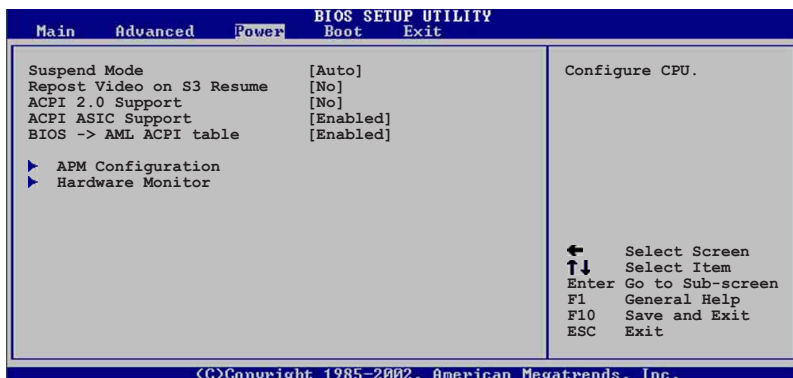 BIOS SETUP UTILITY
Main Advanced Power Boot Exit
Suspend Mode [Auto]
Repost Video on S3 Resume [No]
ACPI 2.0 Support [No]
ACPI ASIC Support [Enabled]
BIOS -> AML ACPI table [Enabled]
APM Configuration
Hardware Monitor
Configure CPU.
← Select Screen
↑↓ Select Item
Enter Go to Sub-screen
F1 General Help
F10 Save and Exit
ESC Exit
(C)Copyright 1985-2002, American Megatrends, Inc.